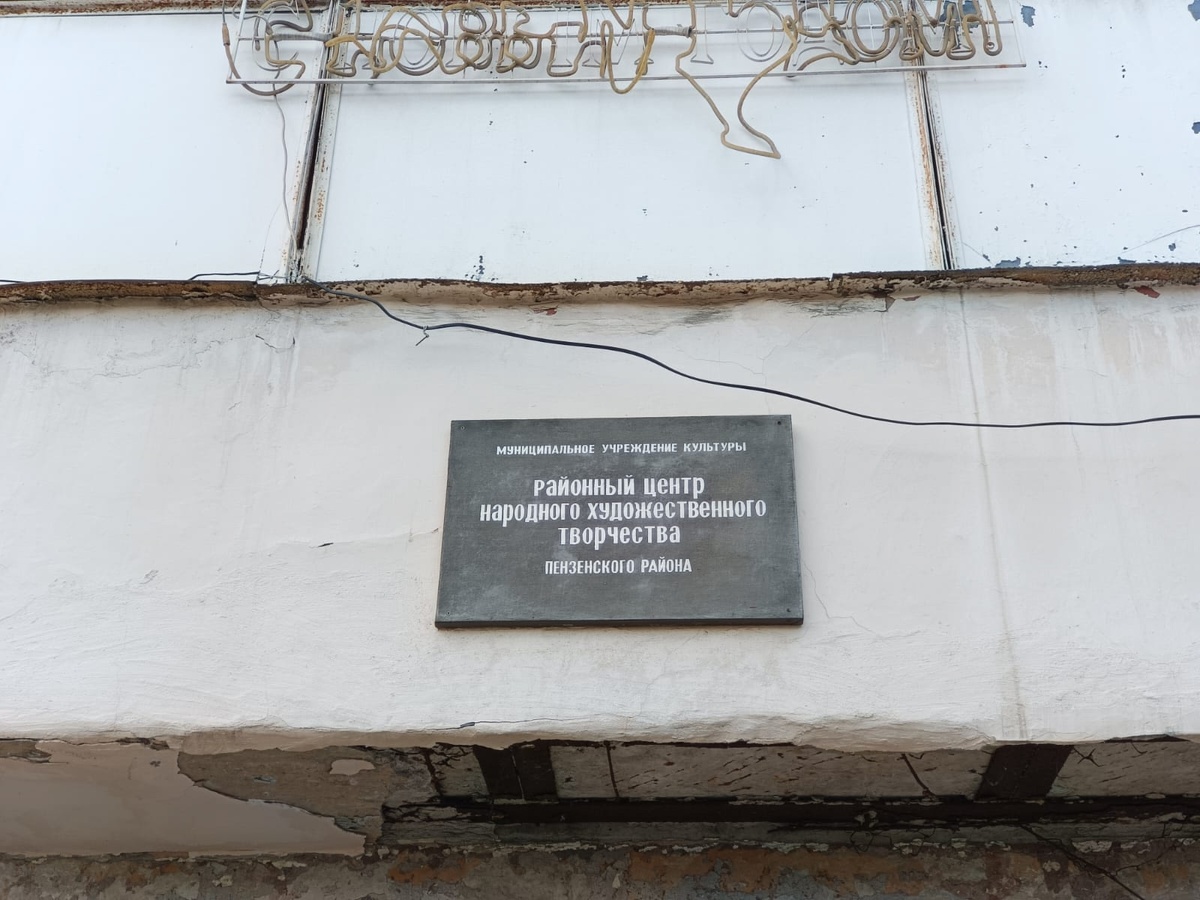 МУНИЦИПАЛЬНОЕ УЧРЕЖДЕНИЕ КУЛЬТУРЫ
Районный центр
народного художественного
творчества
ПЕНЗЕНСКОГО РАЙОНА